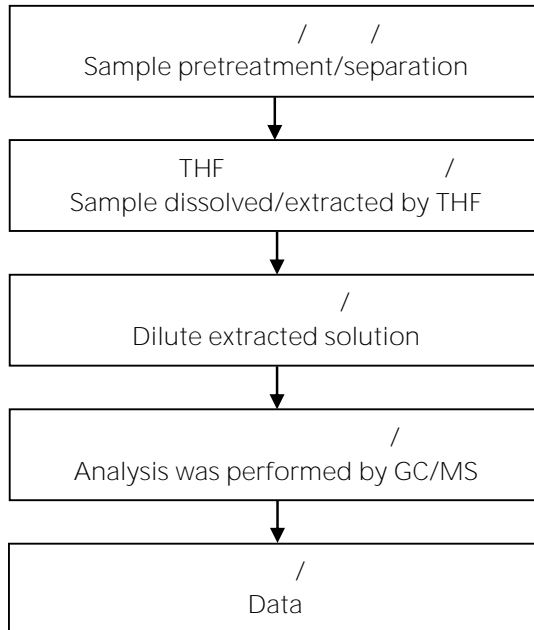 / /
Sample pretreatment/separation
THF /
Sample dissolved/extracted by THF
/
Dilute extracted solution
/
Analysis was performed by GC/MS
/
Data